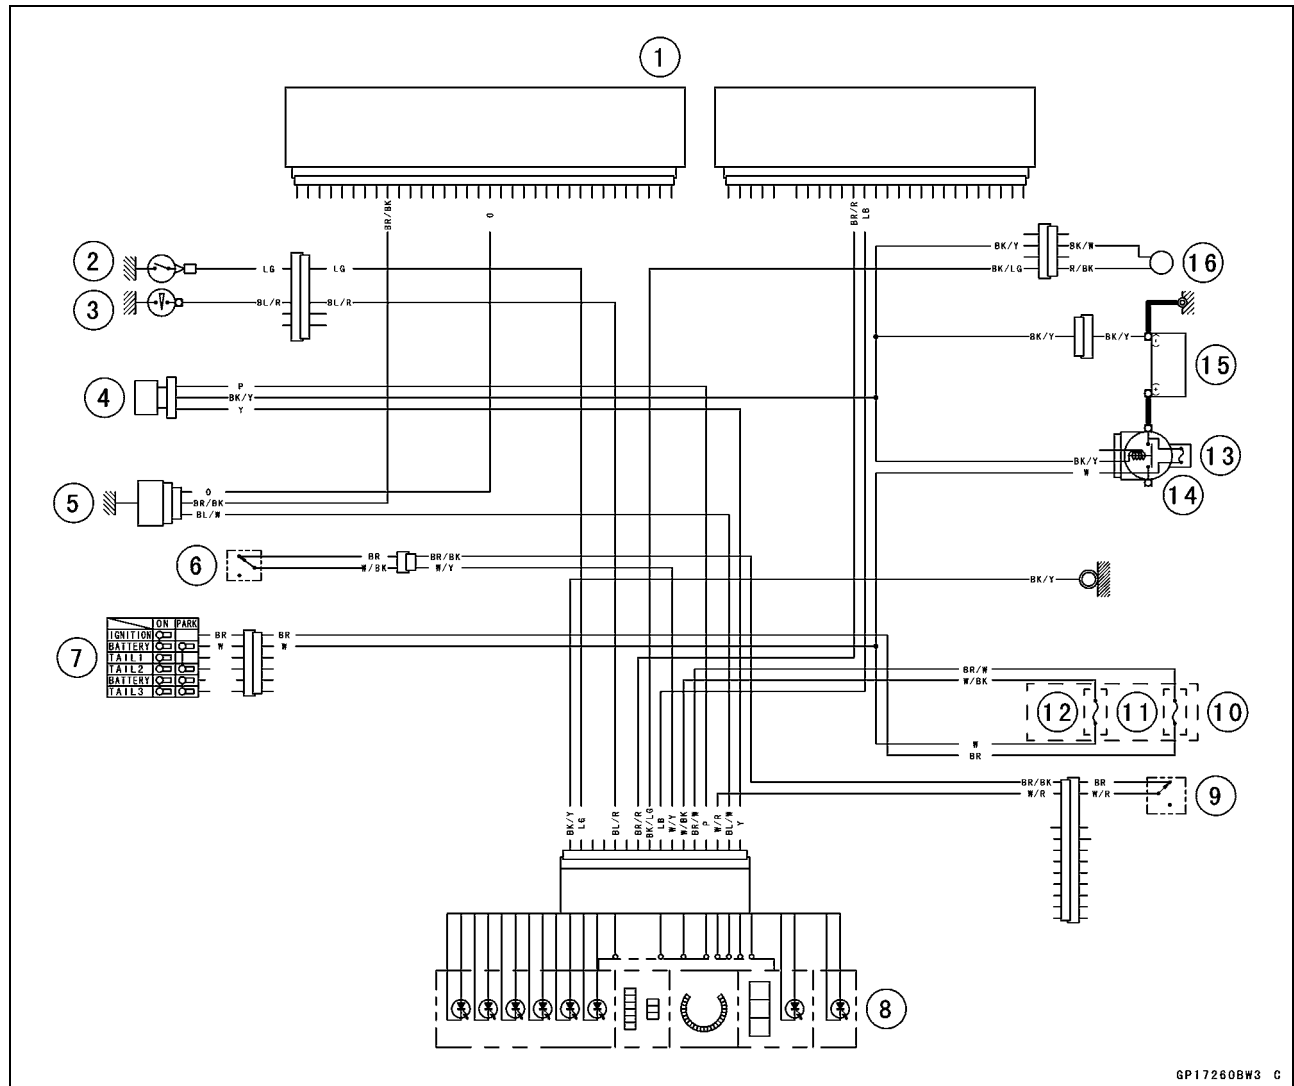 1
BR/BK
O
BR/R
LB
2
LG
LG
BK/Y
BK/W
BK/LG
R/BK
16
3
BL/R
BL/R
BK/Y
BK/Y
(-)
(+)
15
4
P
BK/Y
Y
BK/Y
W
13
14
5
O
BR/BK
BL/W
6
BR
BR/BK
W/BK
W/Y
BK/Y
7
ON
PARK
IGNITION
BATTERY
TAIL1
TAIL2
BATTERY
TAIL3
BR
W
BR
W
BR/W
W/BK
12
11
10
W
BR
BR/BK
BR
W/R
W/R
9
BK/Y
LG
BL/R
BR/R
BK/LG
LB
W/Y
W/BK
BR/W
P
W/R
BL/W
Y
8
GP17260BW3 C